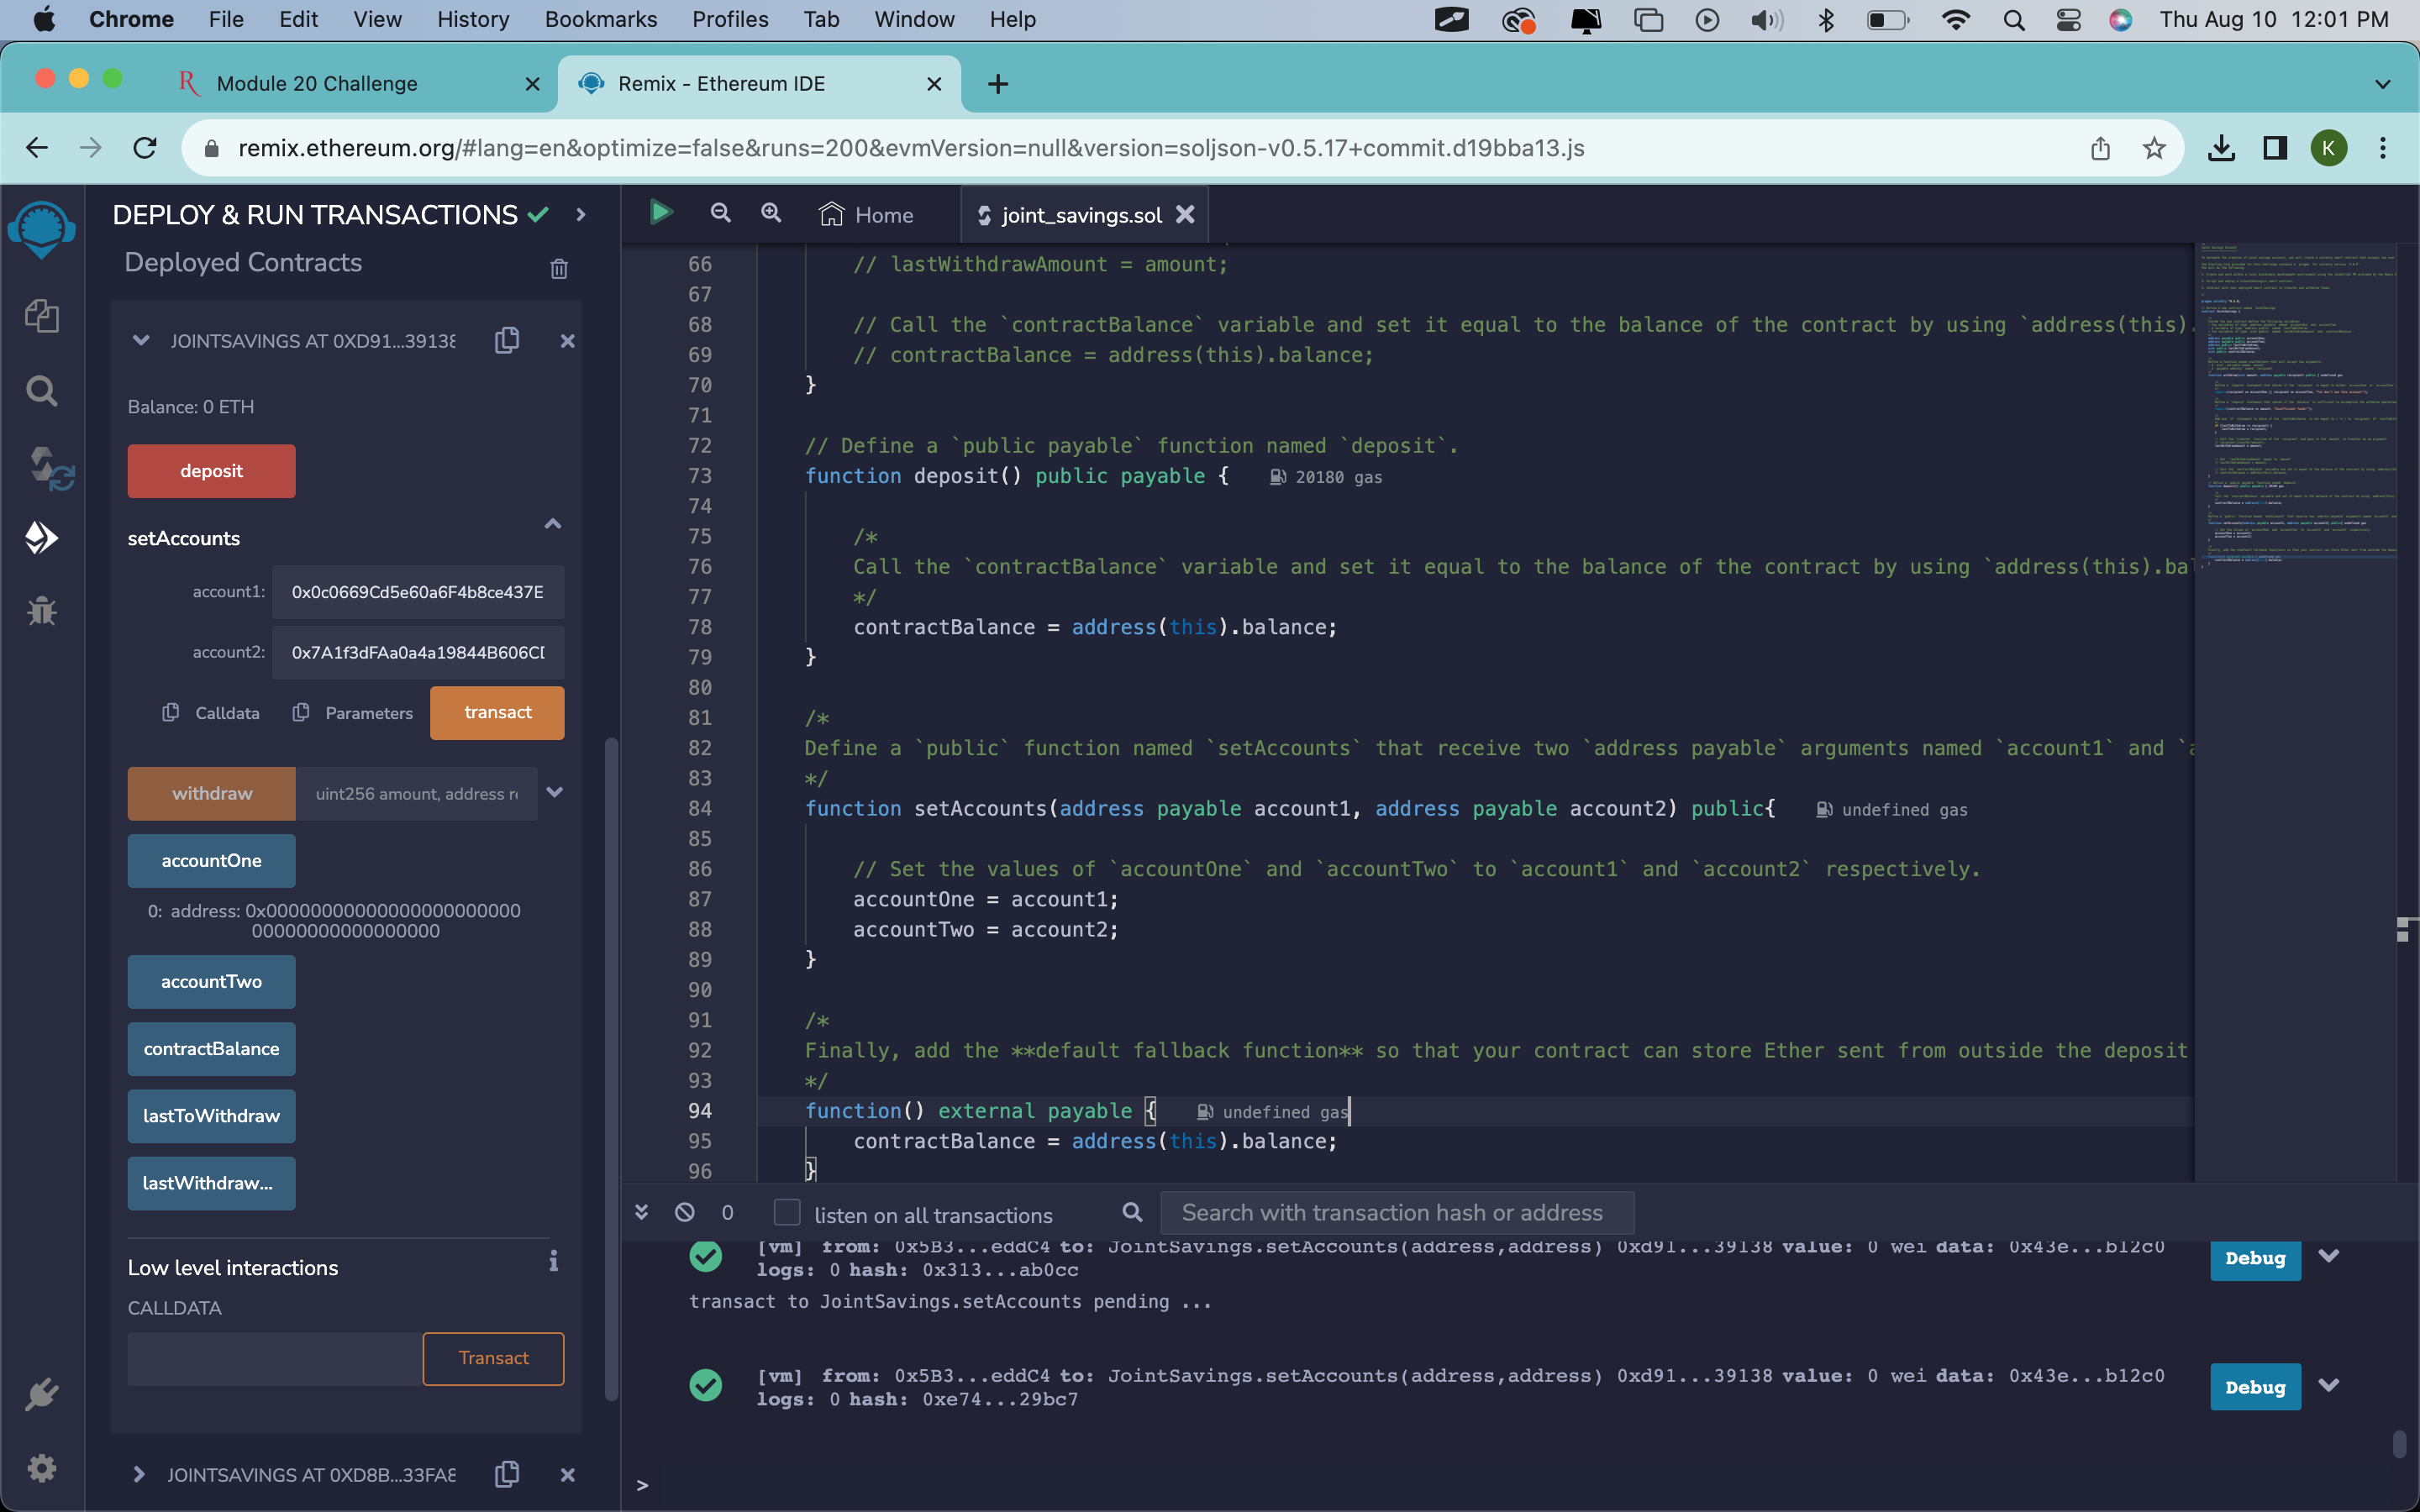 Chrome File Edit View History Bookmarks Profiles Tab Window Help Thu Aug 10 12:01 PM
Module 20 Challenge
Remix - Ethereum IDE
remix.ethereum.org/#lang=en&optimize=false&runs=200&evmVersion=null&version=soljson-v0.5.17+commit.d19bba13.js
K
DEPLOY & RUN TRANSACTIONS
Deployed Contracts
JOINTSAVINGS AT 0XD91...39138
Balance: 0 ETH
deposit
setAccounts
account1: 0x0c0669Cd5e60a6F4b8ce437E
account2: 0x7A1f3dFAa0a4a19844B606CD
Calldata Parameters transact
withdraw uint256 amount, address r
accountOne
0: address: 0x00000000000000000000000
00000000000000000
accountTwo
contractBalance
lastToWithdraw
lastWithdraw...
Low level interactions
CALLDATA
Transact
JOINTSAVINGS AT 0XD8B...33FA8
Home
joint_savings.sol
66 // lastWithdrawAmount = amount;
67
68 // Call the `contractBalance` variable and set it equal to the balance of the contract by using `address(this).
69 // contractBalance = address(this).balance;
70 }
71
72 // Define a `public payable` function named `deposit`.
73 function deposit() public payable { 20180 gas
74
75 /*
76 Call the `contractBalance` variable and set it equal to the balance of the contract by using `address(this).bal
77 */
78 contractBalance = address(this).balance;
79 }
80
81 /*
82 Define a `public` function named `setAccounts` that receive two `address payable` arguments named `account1` and `a
83 */
84 function setAccounts(address payable account1, address payable account2) public{ undefined gas
85
86 // Set the values of `accountOne` and `accountTwo` to `account1` and `account2` respectively.
87 accountOne = account1;
88 accountTwo = account2;
89 }
90
91 /*
92 Finally, add the **default fallback function** so that your contract can store Ether sent from outside the deposit
93 */
94 function() external payable { undefined gas
95 contractBalance = address(this).balance;
96 }
0 listen on all transactions Search with transaction hash or address
[vm] from: 0x5B3...eddC4 to: JointSavings.setAccounts(address,address) 0xd91...39138 value: 0 wei data: 0x43e...b12c0
logs: 0 hash: 0x313...ab0cc
Debug
transact to JointSavings.setAccounts pending ...
[vm] from: 0x5B3...eddC4 to: JointSavings.setAccounts(address,address) 0xd91...39138 value: 0 wei data: 0x43e...b12c0
logs: 0 hash: 0xe74...29bc7
Debug
>